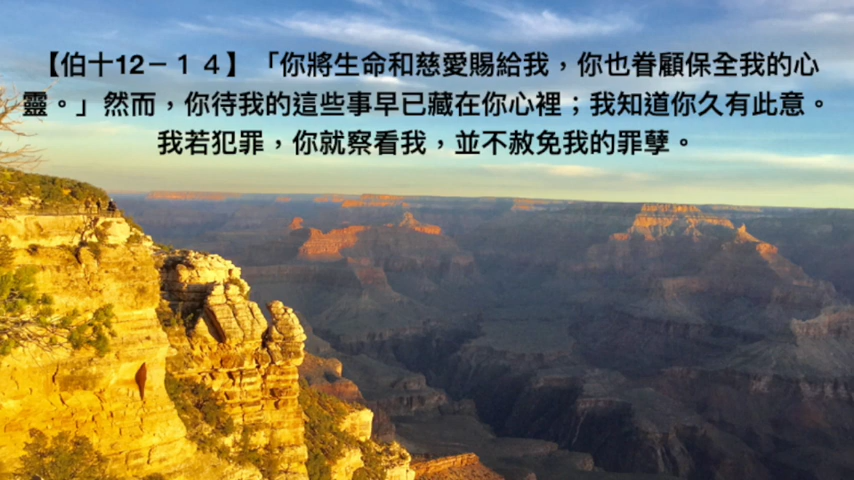 【伯十12－１４】「你將生命和慈愛賜給我，你也眷顧保全我的心
靈。」然而，你待我的這些事早已藏在你心裡；我知道你久有此意。
我若犯罪，你就察看我，並不赦免我的罪孽。